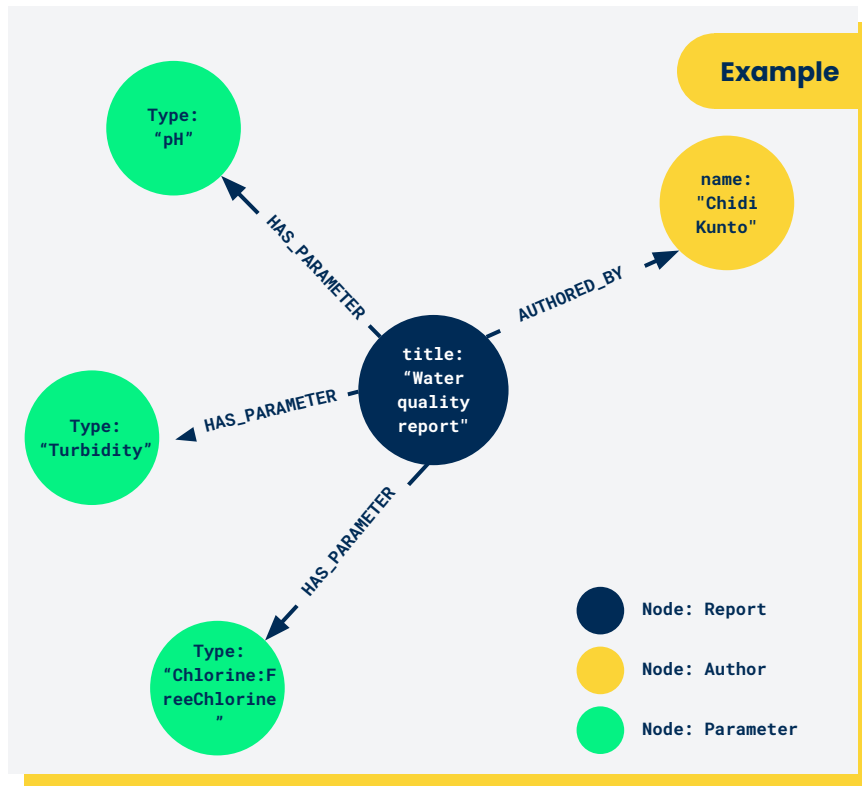 Example
Type:
“pH”
name:
"Chidi
Kunto"
HAS_PARAMETER
AUTHORED_BY
title:
“Water
quality
report"
HAS_PARAMETER
Type:
“Turbidity”
HAS_PARAMETER
Type:
“Chlorine:F
reeChlorine
”
Node: Report
Node: Author
Node: Parameter